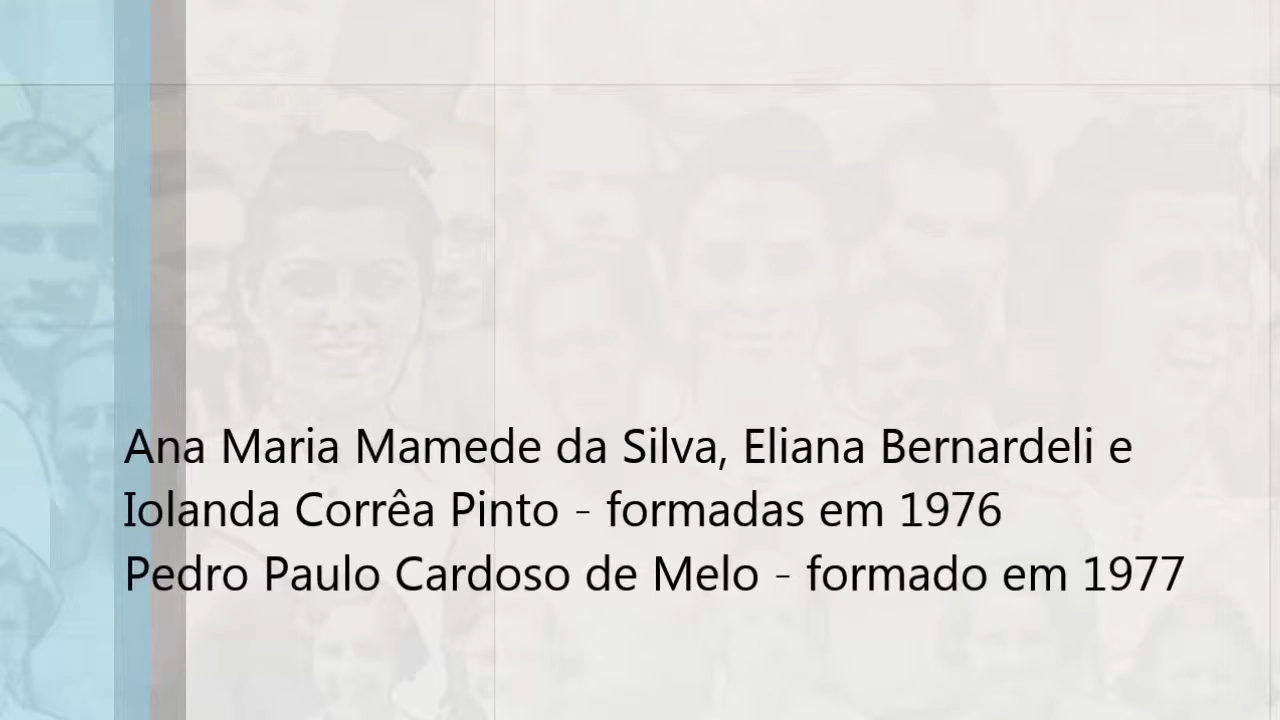 Ana Maria Mamede da Silva, Eliana Bernardeli e
Iolanda Corrêa Pinto - formadas em 1976
Pedro Paulo Cardoso de Melo - formado em 1977